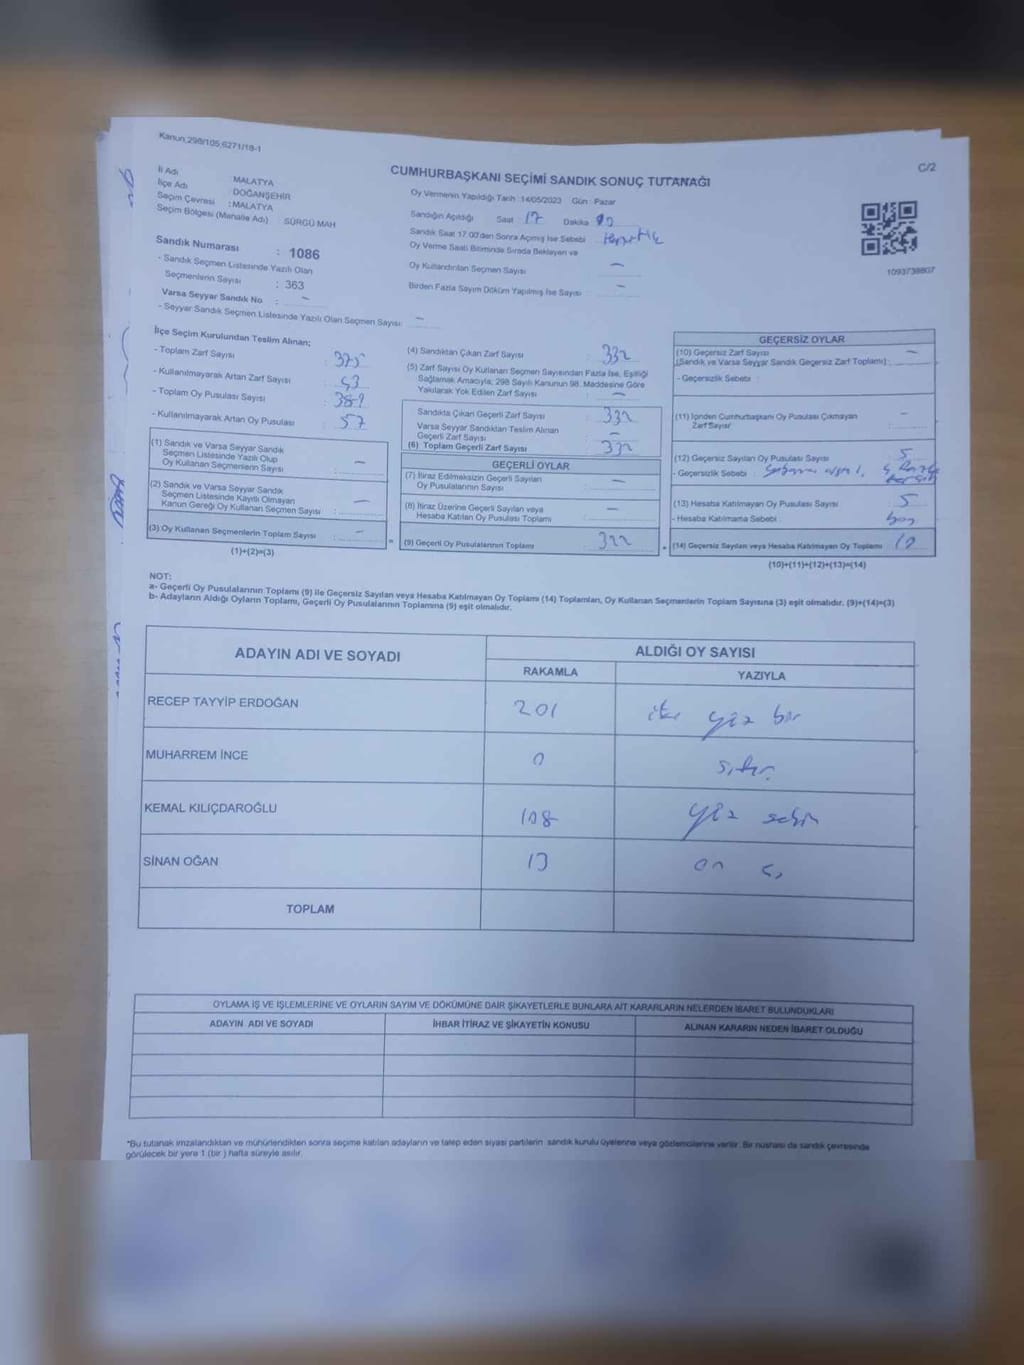 Kanun;298/105;6271/18-1
C/2
CUMHURBAŞKANI SEÇİMİ SANDIK SONUÇ TUTANAĞI
İl Adı MALATYA
İlçe Adı : DOĞANŞEHİR
Seçim Çevresi : MALATYA
Seçim Bölgesi (Mahalle Adı) SÜRGÜ MAH
Sandık Numarası : 1086
- Sandık Seçmen Listesinde Yazılı Olan
Seçmenlerin Sayısı : 363
Varsa Seyyar Sandık No : –
- Seyyar Sandık Seçmen Listesinde Yazılı Olan Seçmen Sayısı: –
Oy Vermenin Yapıldığı Tarih :14/05/2023 Gün : Pazar
Sandığın Açıldığı Saat 17 Dakika
Sandık Saat 17:00'den Sonra Açımış İse Sebebi
Oy Verme Saati Bitiminde Sırada Bekleyen ve
Oy Kullandırılan Seçmen Sayısı –
Birden Fazla Sayım Döküm Yapılmış İse Sayısı –
1093738807
İlçe Seçim Kurulundan Teslim Alınan;
- Toplam Zarf Sayısı : 375
- Kullanılmayarak Artan Zarf Sayısı : 43
- Toplam Oy Pusulası Sayısı : 389
- Kullanılmayarak Artan Oy Pusulası : 57
(1) Sandık ve Varsa Seyyar Sandık
Seçmen Listesinde Yazılı Olup
Oy Kullanan Seçmenlerin Sayısı : –
(2) Sandık ve Varsa Seyyar Sandık
Seçmen Listesinde Kayıtlı Olmayan
Kanun Gereği Oy Kullanan Seçmen Sayısı : –
(3) Oy Kullanan Seçmenlerin Toplam Sayısı : –
(1)+(2)=(3)
(4) Sandıktan Çıkan Zarf Sayısı : 332
(5) Zarf Sayısı Oy Kullanan Seçmen Sayısından Fazla İse, Eşitliği
Sağlamak Amacıyla; 298 Sayılı Kanunun 98. Maddesine Göre
Yakılarak Yok Edilen Zarf Sayısı : –
Sandıkta Çıkan Geçerli Zarf Sayısı : 332
Varsa Seyyar Sandıktan Teslim Alınan
Geçerli Zarf Sayısı : –
(6) Toplam Geçerli Zarf Sayısı : 332
GEÇERLİ OYLAR
(7) İtiraz Edilmeksizin Geçerli Sayılan
Oy Pusulalarının Sayısı : –
(8) İtiraz Üzerine Geçerli Sayılan veya
Hesaba Katılan Oy Pusulası Toplamı : –
(9) Geçerli Oy Pusulalarının Toplamı 322
GEÇERSİZ OYLAR
(10) Geçersiz Zarf Sayısı –
(Sandık ve Varsa Seyyar Sandık Geçersiz Zarf Toplamı) :
- Geçersizlik Sebebi :
(11) İçinden Cumhurbaşkanı Oy Pusulası Çıkmayan
Zarf Sayısı : –
(12) Geçersiz Sayılan Oy Pusulası Sayısı : 5
- Geçersizlik Sebebi :
(13) Hesaba Katılmayan Oy Pusulası Sayısı : 5
- Hesaba Katılmama Sebebi : boş
(14) Geçersiz Sayılan veya Hesaba Katılmayan Oy Toplamı 10
(10)+(11)+(12)+(13)=(14)
NOT:
a- Geçerli Oy Pusulalarının Toplamı (9) ile Geçersiz Sayılan veya Hesaba Katılmayan Oy Toplamı (14) Toplamları, Oy Kullanan Seçmenlerin Toplam Sayısına (3) eşit olmalıdır. (9)+(14)=(3)
b- Adayların Aldığı Oyların Toplamı, Geçerli Oy Pusulalarının Toplamına (9) eşit olmalıdır.
ADAYIN ADI VE SOYADI ALDIĞI OY SAYISI
RAKAMLA YAZIYLA
RECEP TAYYİP ERDOĞAN 201 iki yüz bir
MUHARREM İNCE 0 sıfır
KEMAL KILIÇDAROĞLU 108 yüz sekiz
SİNAN OĞAN 13 on üç
TOPLAM
OYLAMA İŞ VE İŞLEMLERİNE VE OYLARIN SAYIM VE DÖKÜMÜNE DAİR ŞİKAYETLERLE BUNLARA AİT KARARLARIN NELERDEN İBARET BULUNDUKLARI
ADAYIN ADI VE SOYADI İHBAR İTİRAZ VE ŞİKAYETİN KONUSU ALINAN KARARIN NEDEN İBARET OLDUĞU
*Bu tutanak imzalandıktan ve mühürlendikten sonra seçime katılan adayların ve talep eden siyasi partilerin sandık kurulu üyelerine veya gözlemcilerine verilir. Bir nüshası da sandık çevresinde
görülecek bir yere 1 (bir ) hafta süreyle asılır.